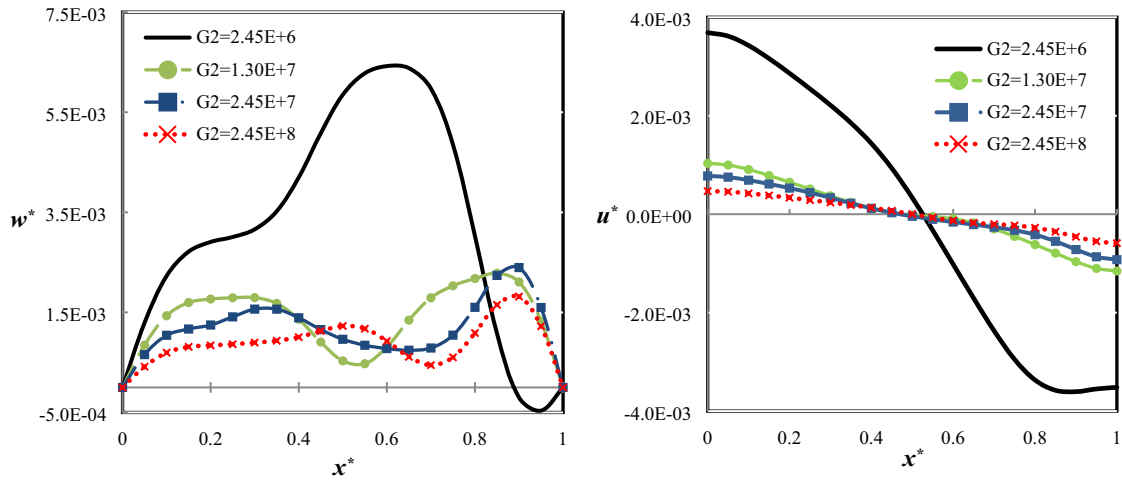 7.5E-03
5.5E-03
3.5E-03
1.5E-03
-5.0E-04
w*
G2=2.45E+6
G2=1.30E+7
G2=2.45E+7
G2=2.45E+8
0 0.2 0.4 0.6 0.8 1
x*
4.0E-03
2.0E-03
0.0E+00
-2.0E-03
-4.0E-03
u*
G2=2.45E+6
G2=1.30E+7
G2=2.45E+7
G2=2.45E+8
0 0.2 0.4 0.6 0.8 1
x*